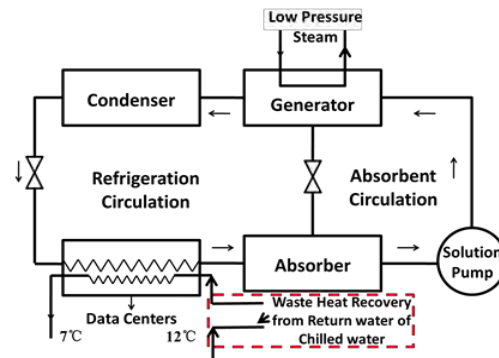 Low Pressure
Steam
Condenser
Generator
Refrigeration
Circulation
Absorbent
Circulation
Absorber
Solution
Pump
Data Centers
7℃
12℃
Waste Heat Recovery
from Return water of
Chilled water